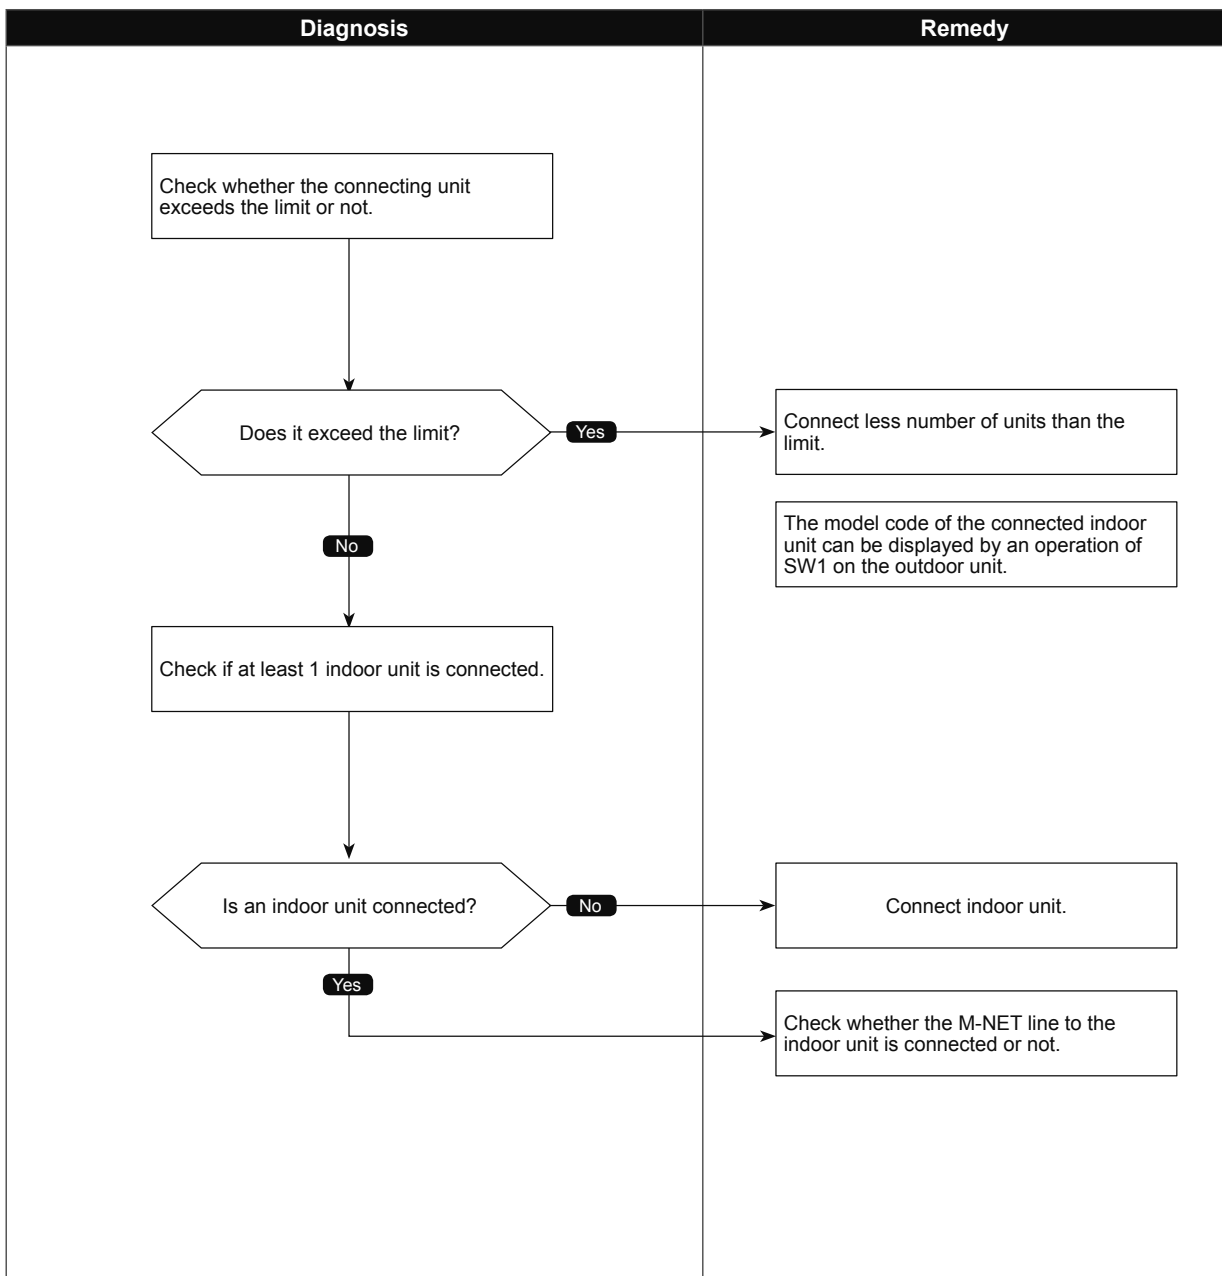 Diagnosis
Remedy
Check whether the connecting unit
exceeds the limit or not.
Does it exceed the limit?
Yes
Connect less number of units than the
limit.
The model code of the connected indoor
unit can be displayed by an operation of
SW1 on the outdoor unit.
No
Check if at least 1 indoor unit is connected.
Is an indoor unit connected?
No
Connect indoor unit.
Yes
Check whether the M-NET line to the
indoor unit is connected or not.